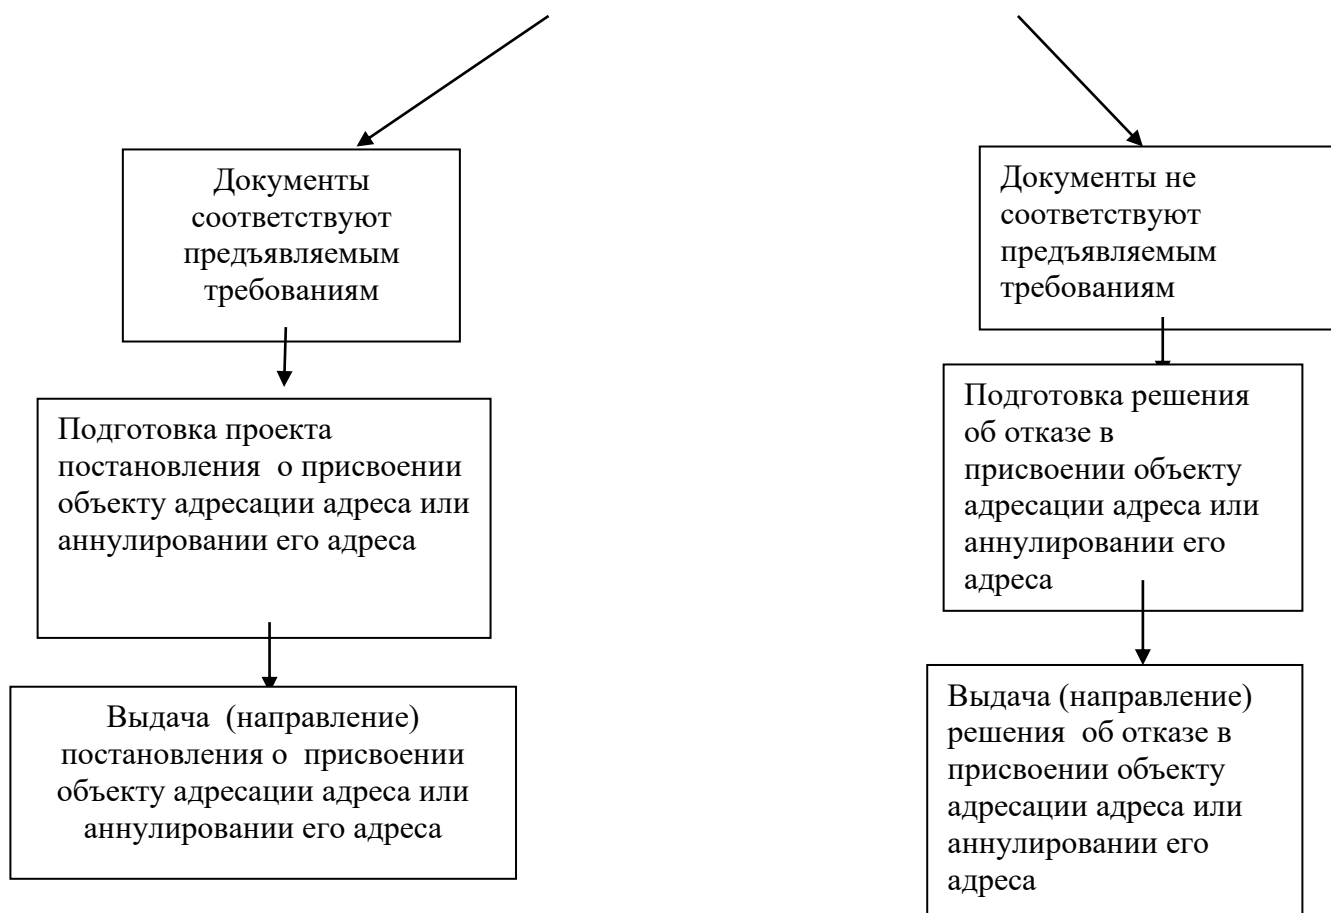 Документы
соответствуют
предъявляемым
требованиям
Подготовка проекта
постановления  о присвоении
объекту адресации адреса или
аннулировании его адреса
Выдача  (направление)
постановления о  присвоении
объекту адресации адреса или
аннулировании его адреса
Документы не
соответствуют
предъявляемым
требованиям
Подготовка решения
об отказе в
присвоении объекту
адресации адреса или
аннулировании его
адреса
Выдача (направление)
решения  об отказе в
присвоении объекту
адресации адреса или
аннулировании его
адреса